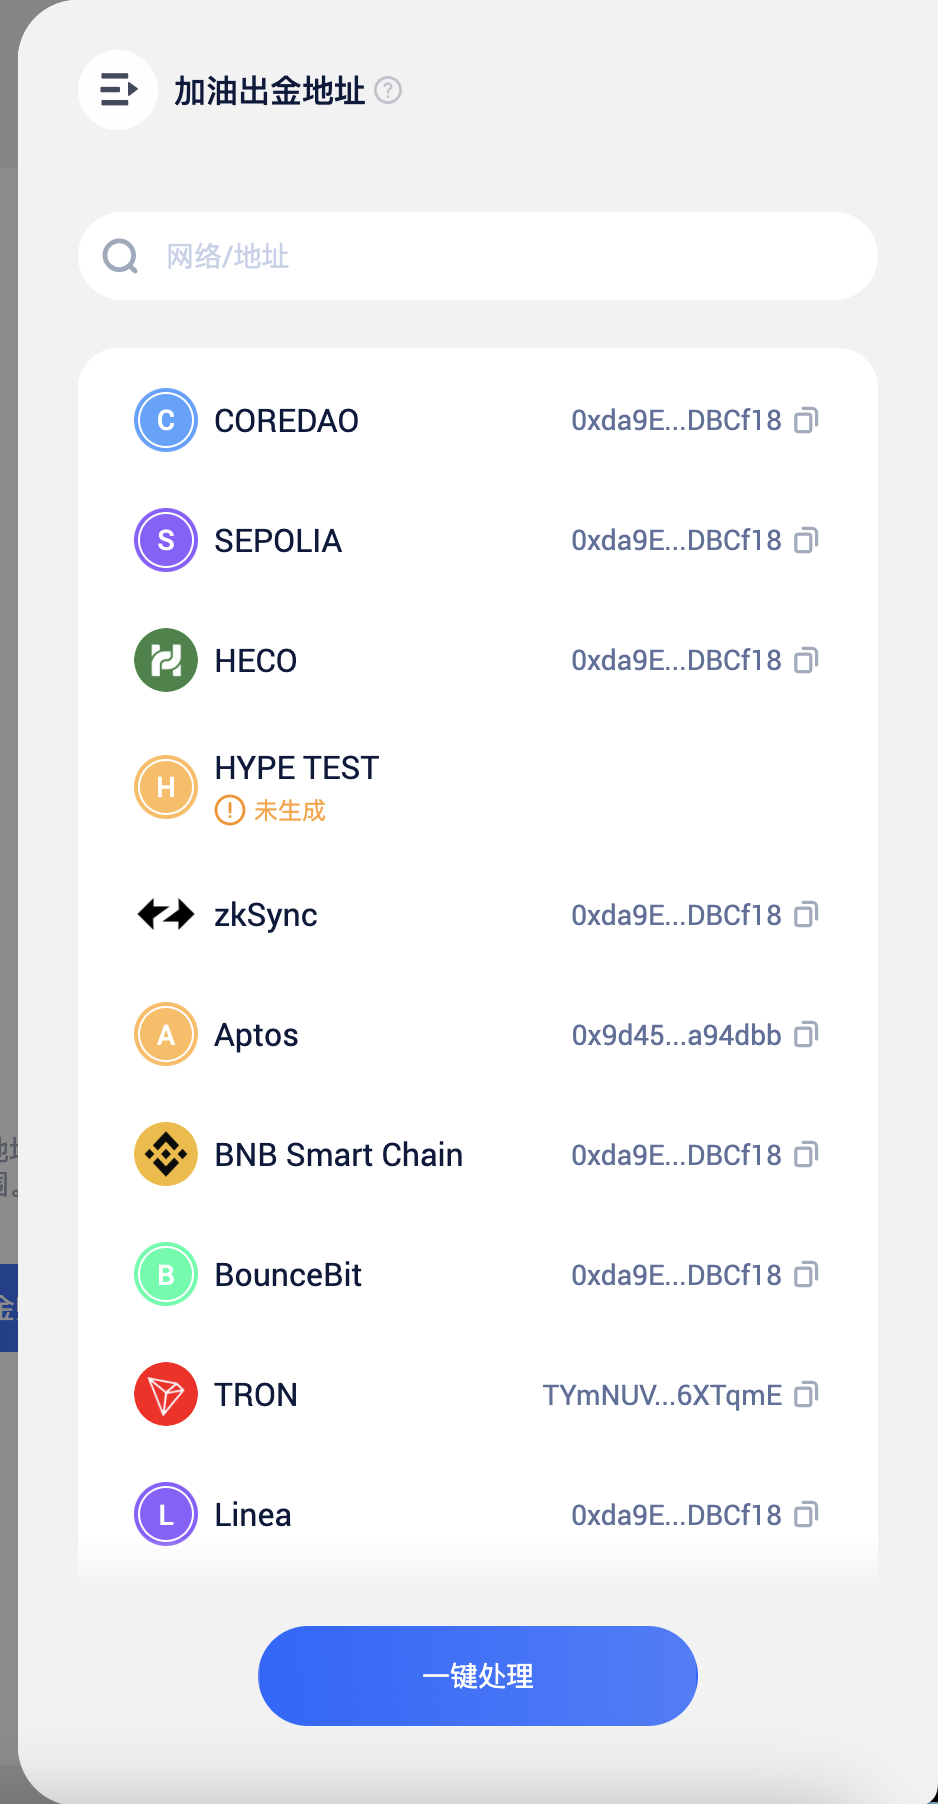 加油出金地址 ?
网络/地址
C COREDAO 0xda9E...DBCf18
S SEPOLIA 0xda9E...DBCf18
HECO 0xda9E...DBCf18
H HYPE TEST
! 未生成
zkSync 0xda9E...DBCf18
A Aptos 0x9d45...a94dbb
BNB Smart Chain 0xda9E...DBCf18
B BounceBit 0xda9E...DBCf18
TRON TYmNUV...6XTqmE
L Linea 0xda9E...DBCf18
一键处理